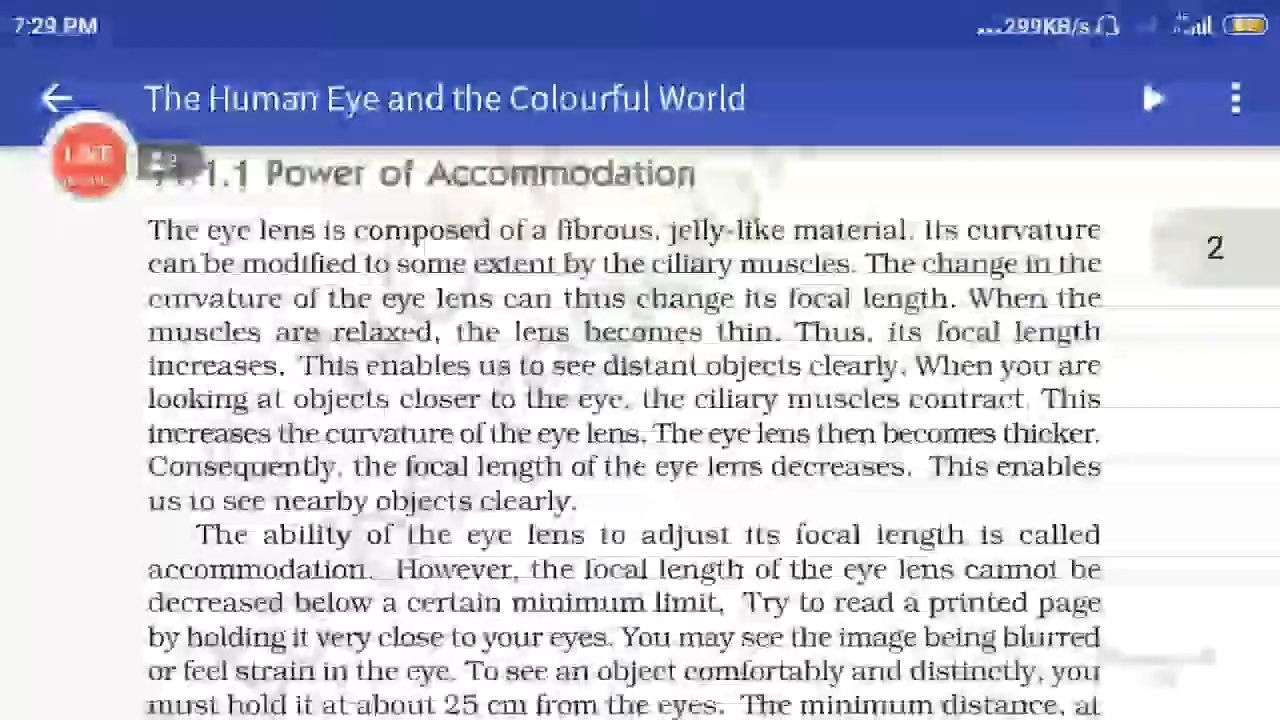 7:29 PM
...299KB/s
The Human Eye and the Colourful World
LIVE
.1.1 Power of Accommodation
The eye lens is composed of a fibrous, jelly-like material. Its curvature
can be modified to some extent by the ciliary muscles. The change in the
2
curvature of the eye lens can thus change its focal length. When the
muscles are relaxed, the lens becomes thin. Thus, its focal length
increases. This enables us to see distant objects clearly. When you are
looking at objects closer to the eye, the ciliary muscles contract. This
increases the curvature of the eye lens. The eye lens then becomes thicker.
Consequently, the focal length of the eye lens decreases. This enables
us to see nearby objects clearly.
The ability of the eye lens to adjust its focal length is called
accommodation. However, the focal length of the eye lens cannot be
decreased below a certain minimum limit. Try to read a printed page
by holding it very close to your eyes. You may see the image being blurred
or feel strain in the eye. To see an object comfortably and distinctly, you
must hold it at about 25 cm from the eyes. The minimum distance, at